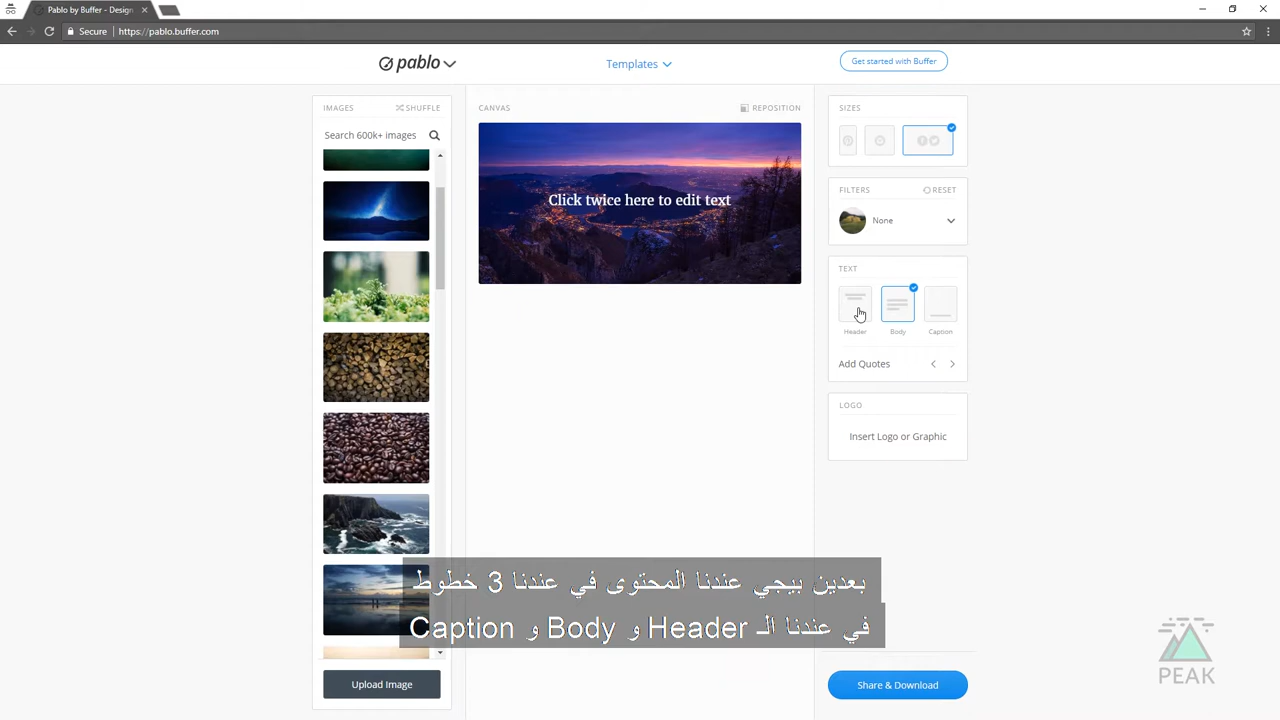 Pablo by Buffer - Design
Secure
https://pablo.buffer.com
pablo
Templates
Get started with Buffer
IMAGES
SHUFFLE
Search 600k+ images
Upload Image
CANVAS
REPOSITION
Click twice here to edit text
SIZES
FILTERS
RESET
None
TEXT
Header
Body
Caption
Add Quotes
LOGO
Insert Logo or Graphic
Share & Download
بعدين بيجي عندنا المحتوى في عندنا 3 خطوط
في عندنا الـ Header و Body و Caption
PEAK